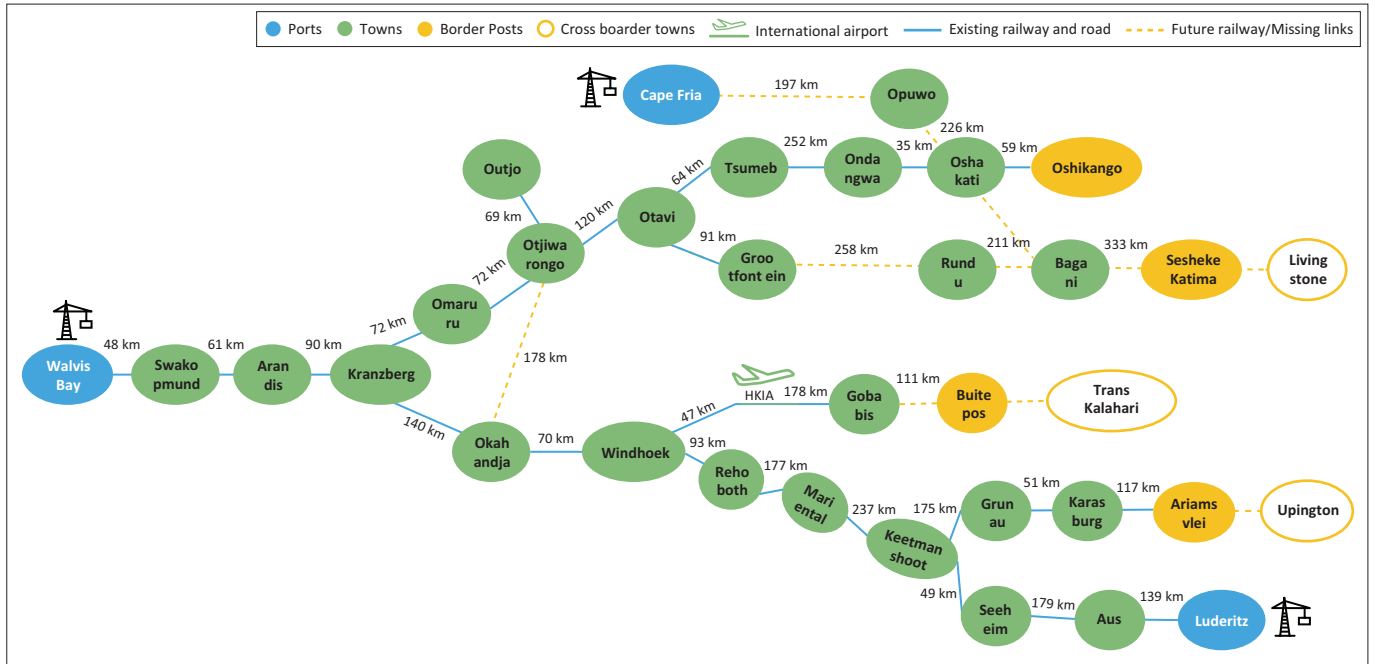 Ports
Towns
Border Posts
Cross boarder towns
International airport
Existing railway and road
Future railway/Missing links
Cape Fria
197 km
Opuwo
226 km
Outjo
69 km
64 km
Tsumeb
252 km
Onda
ngwa
35 km
Osha
kati
59 km
Oshikango
120 km
Otavi
Otjiwa
rongo
91 km
Groo
tfont ein
258 km
Rund
u
211 km
Baga
ni
333 km
Sesheke
Katima
Living
stone
72 km
Omaru
ru
72 km
178 km
Walvis
Bay
48 km
Swako
pmund
61 km
Aran
dis
90 km
Kranzberg
140 km
Okah
andja
70 km
Windhoek
47 km
HKIA
178 km
Goba
bis
111 km
Buite
pos
Trans
Kalahari
93 km
Reho
both
177 km
Mari
ental
237 km
Keetman
shoot
175 km
Grun
au
51 km
Karas
burg
117 km
Ariams
vlei
Upington
49 km
Seeh
eim
179 km
Aus
139 km
Luderitz